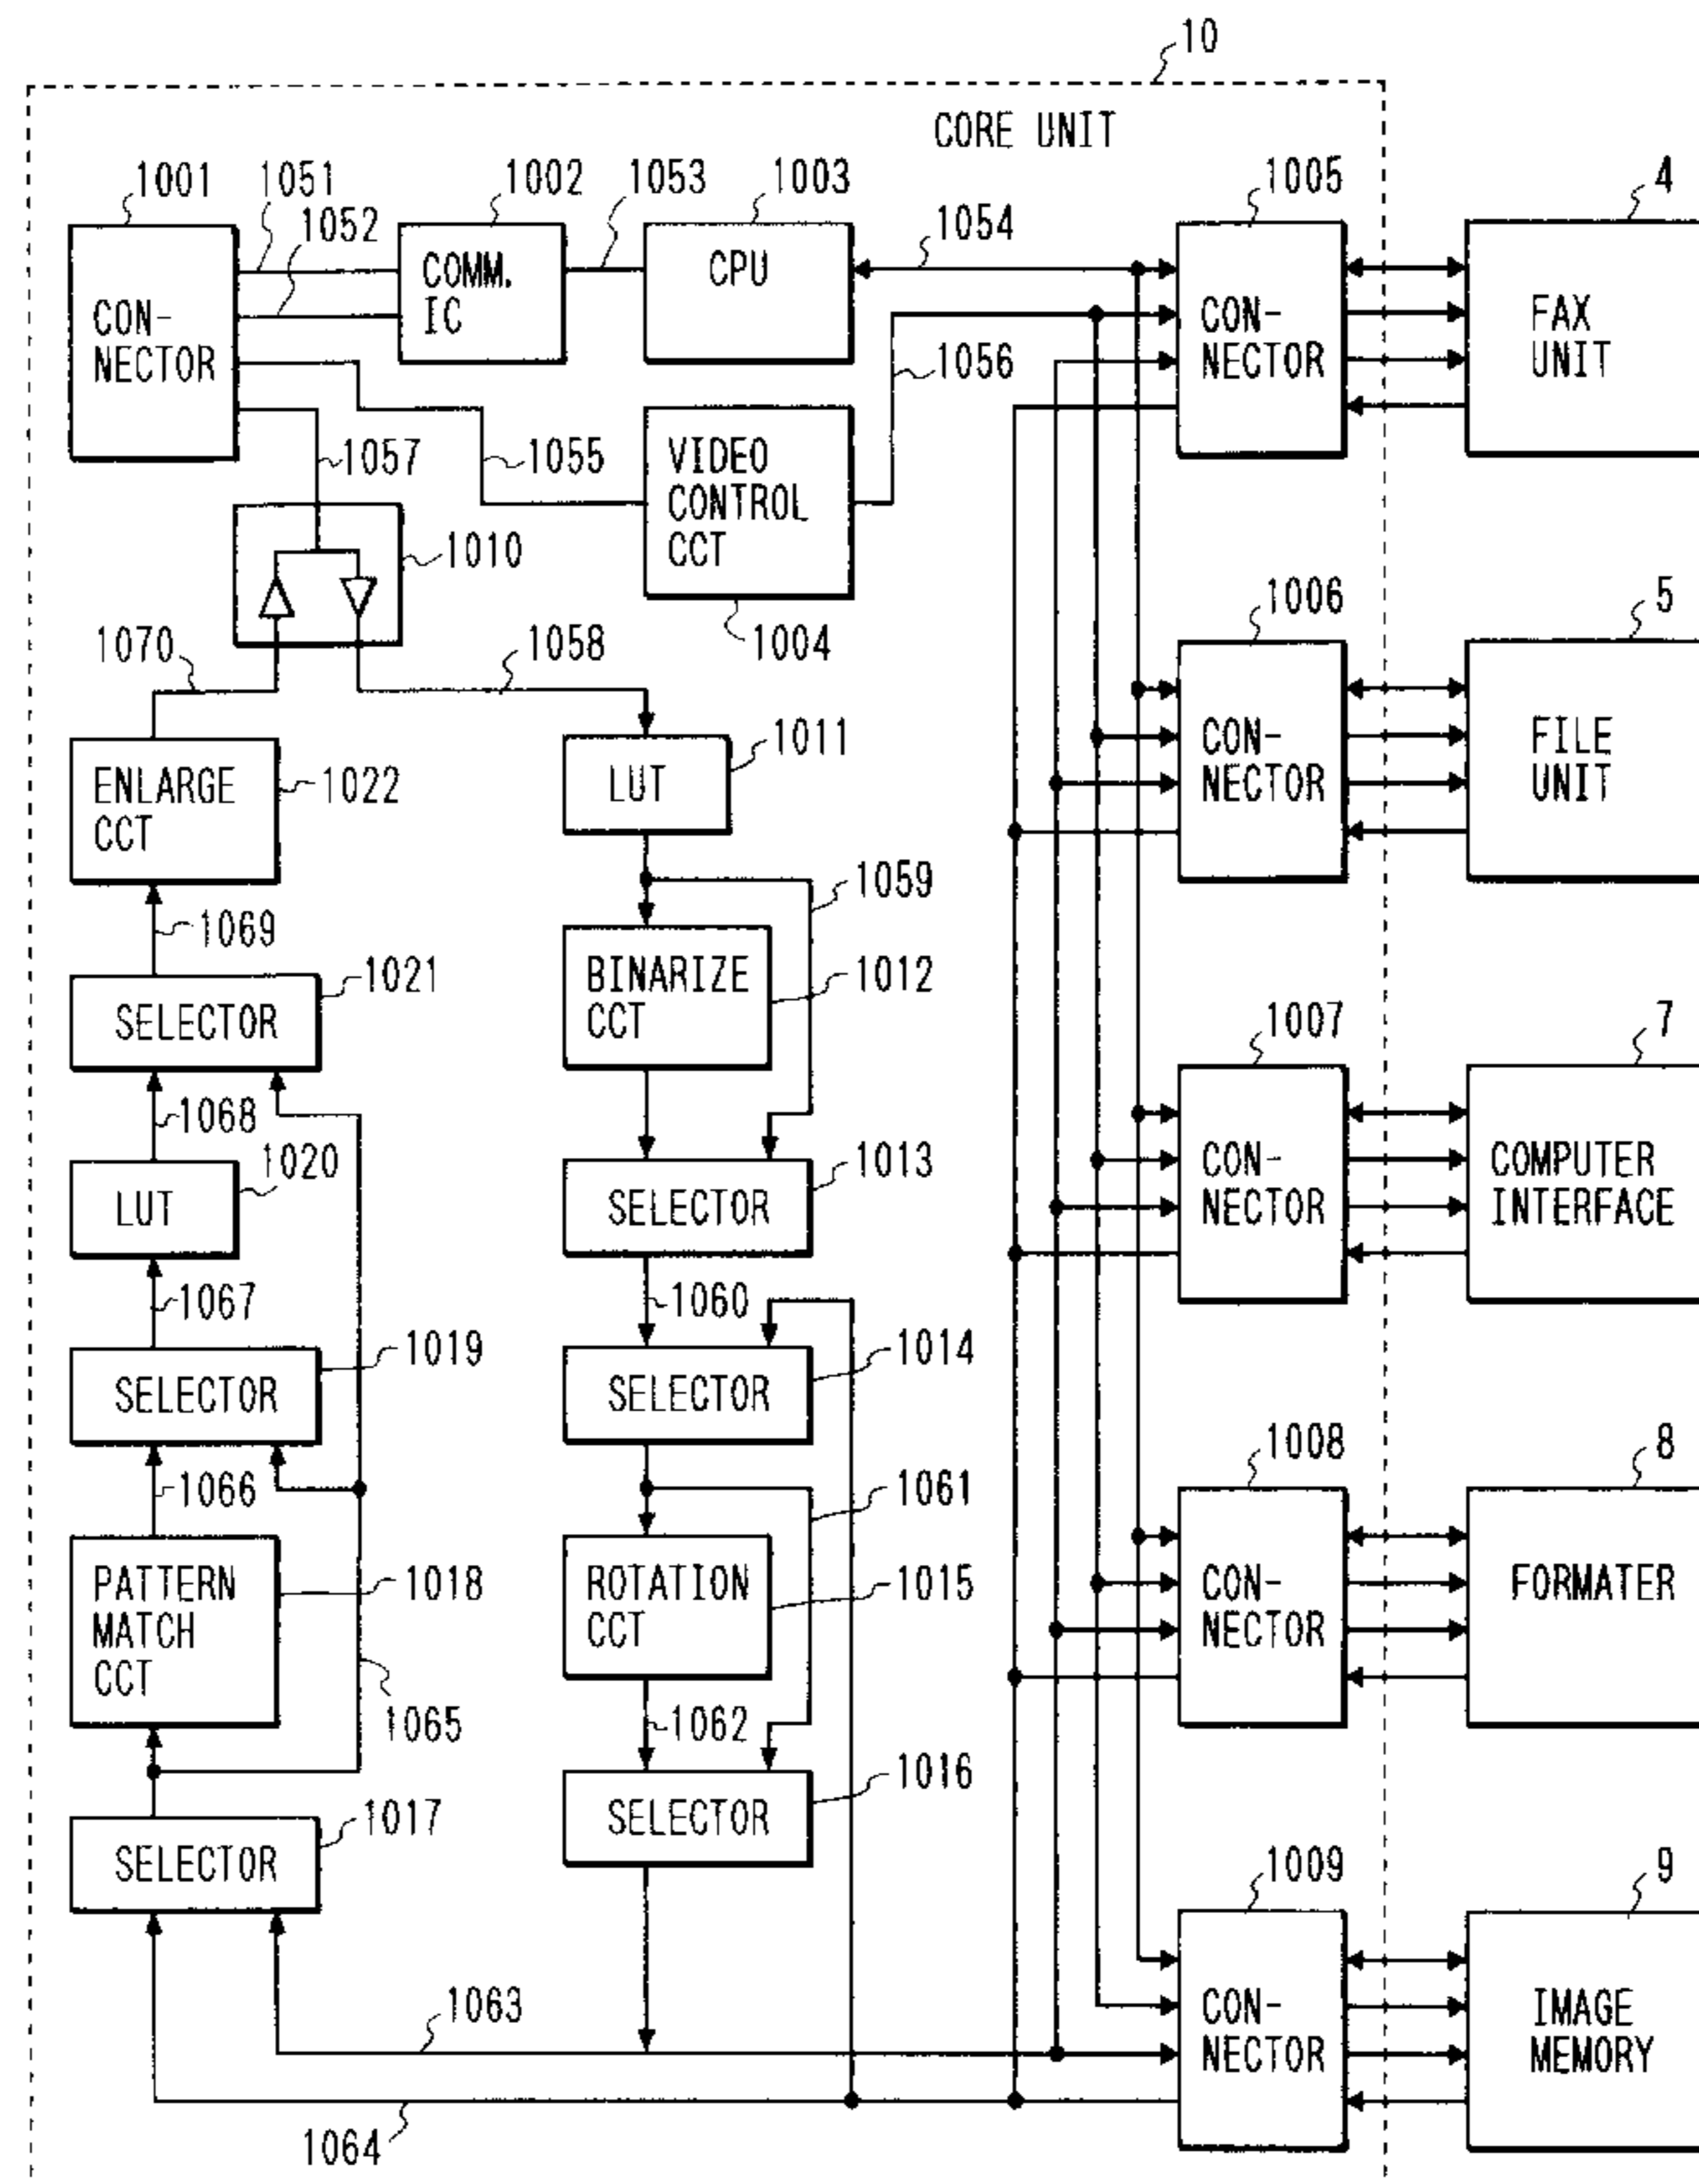 10
CORE UNIT
1001
1051
1052
1002
1053
1003
1054
1005
4
CON-
NECTOR
COMM.
IC
CPU
CON-
NECTOR
FAX
UNIT
1056
1057
1055
VIDEO
CONTROL
CCT
1010
1004
1006
5
1070
1058
ENLARGE
CCT
1022
LUT
1011
CON-
NECTOR
FILE
UNIT
1059
1069
1021
BINARIZE
CCT
1012
SELECTOR
1007
7
1068
1020
LUT
SELECTOR
1013
CON-
NECTOR
COMPUTER
INTERFACE
1067
1060
1019
SELECTOR
1014
SELECTOR
1008
8
1066
1061
PATTERN
MATCH
CCT
1018
ROTATION
CCT
1015
CON-
NECTOR
FORMATER
1065
1062
1016
SELECTOR
1017
SELECTOR
1009
9
1063
CON-
NECTOR
IMAGE
MEMORY
1064